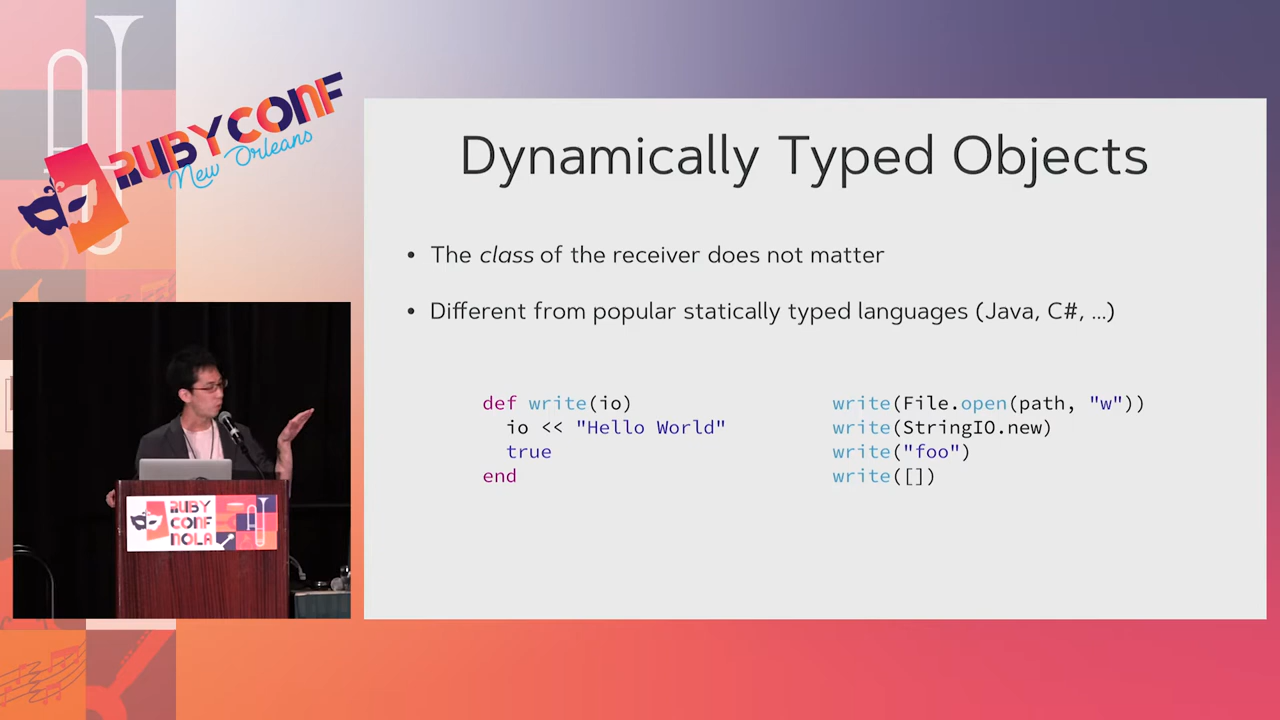 RUBYCONF
New Orleans
Dynamically Typed Objects
• The class of the receiver does not matter
• Different from popular statically typed languages (Java, C#, ...)
def write(io)
io << "Hello World"
true
end
write(File.open(path, "w"))
write(StringIO.new)
write("foo")
write([])
RUBY
CONF
NOLA